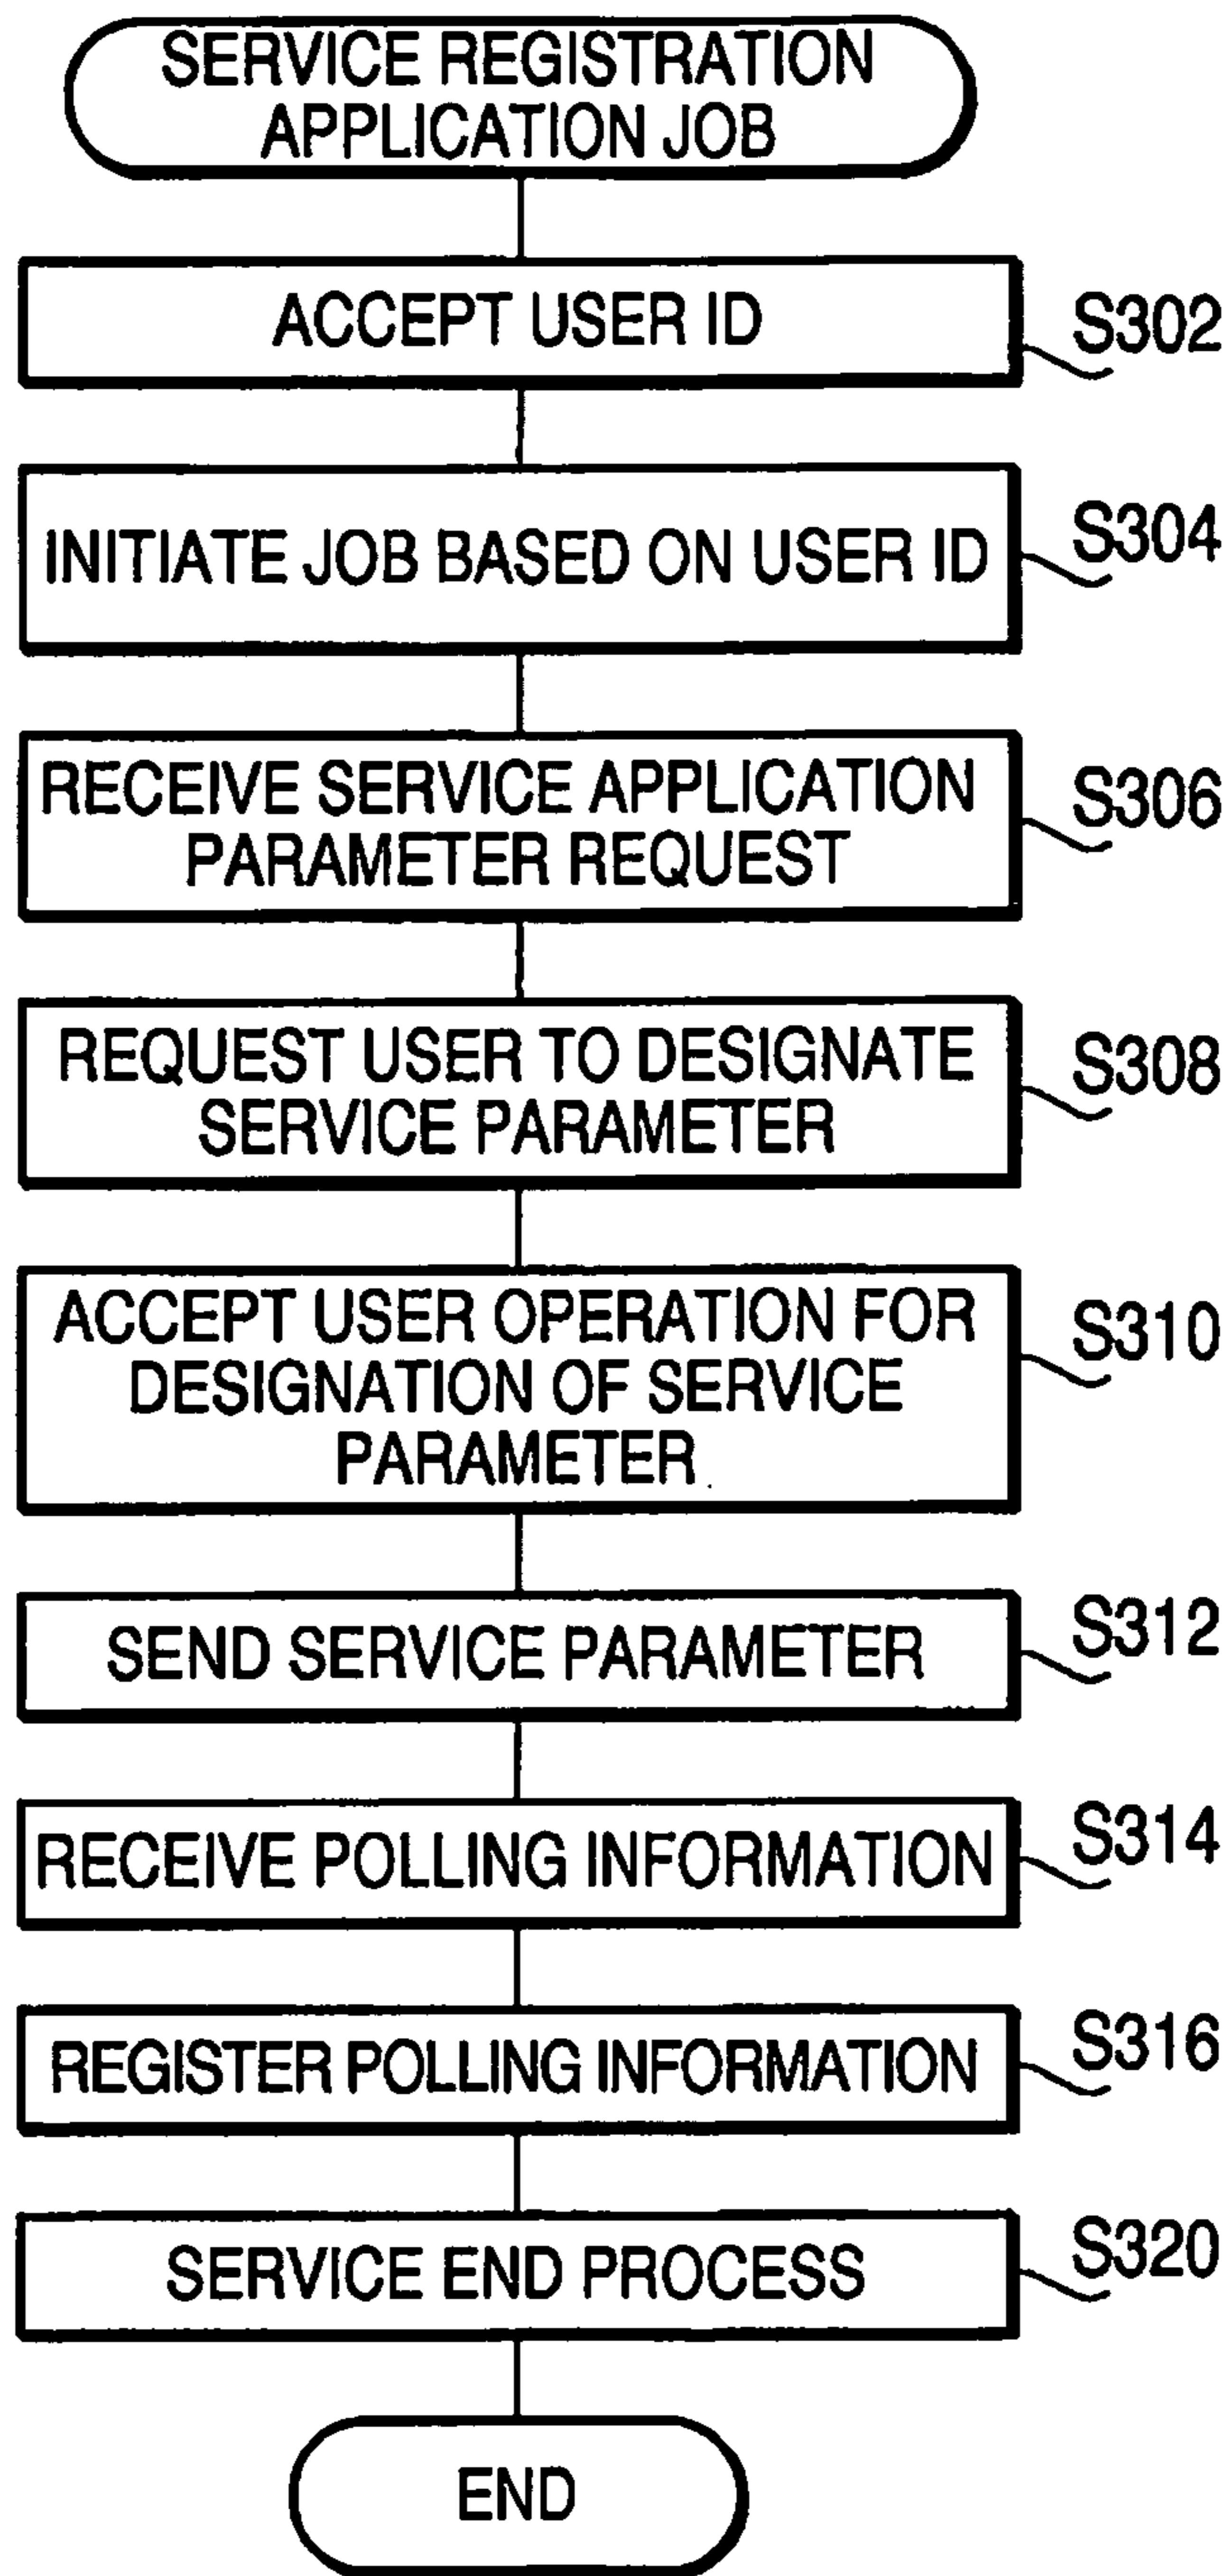 SERVICE REGISTRATION
APPLICATION JOB
ACCEPT USER ID
S302
INITIATE JOB BASED ON USER ID
S304
RECEIVE SERVICE APPLICATION
PARAMETER REQUEST
S306
REQUEST USER TO DESIGNATE
SERVICE PARAMETER
S308
ACCEPT USER OPERATION FOR
DESIGNATION OF SERVICE
PARAMETER
S310
SEND SERVICE PARAMETER
S312
RECEIVE POLLING INFORMATION
S314
REGISTER POLLING INFORMATION
S316
SERVICE END PROCESS
S320
END